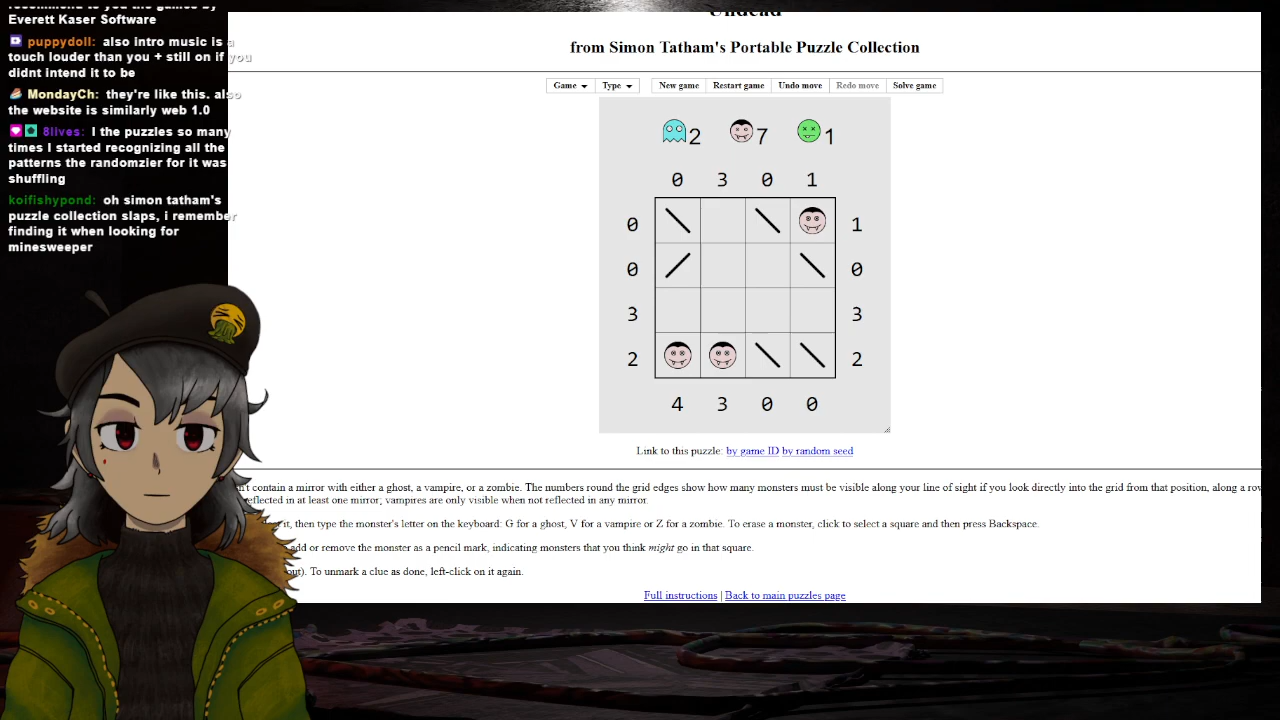 recommend to you the games by
Everett Kaser Software
puppydoll: also intro music is a
touch louder than you + still on if you
didnt intend it to be
MondayCh: they're like this. also
the website is similarly web 1.0
8lives: I the puzzles so many
times I started recognizing all the
patterns the randomizer for it was
shuffling
koifishypond: oh simon tatham's
puzzle collection slaps, i remember
finding it when looking for
minesweeper
Undead
from Simon Tatham's Portable Puzzle Collection
Game Type New game Restart game Undo move Redo move Solve game
2 7 1
0 3 0 1
0 1
0 0
3 3
2 2
4 3 0 0
Link to this puzzle: by game ID by random seed
contain a mirror with either a ghost, a vampire, or a zombie. The numbers round the grid edges show how many monsters must be visible along your line of sight if you look directly into the grid from that position, along a
reflected in at least one mirror; vampires are only visible when not reflected in any mirror.
it, then type the monster's letter on the keyboard: G for a ghost, V for a vampire or Z for a zombie. To erase a monster, click to select a square and then press Backspace.
add or remove the monster as a pencil mark, indicating monsters that you think might go in that square.
out). To unmark a clue as done, left-click on it again.
Full instructions | Back to main puzzles page